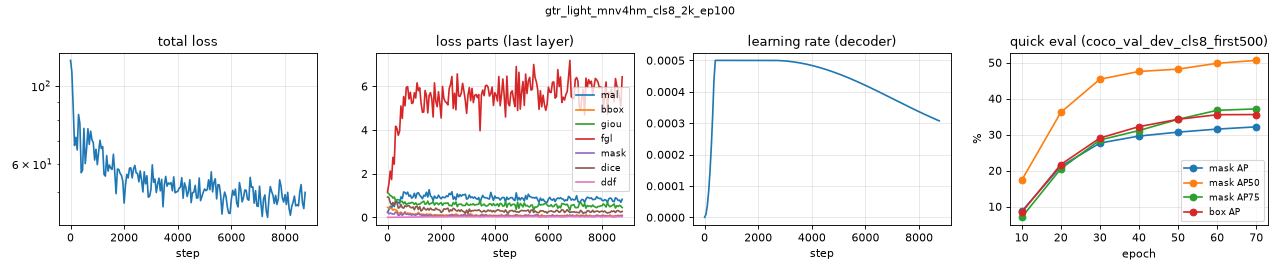 gtr_light_mnv4hm_cls8_2k_ep100
total loss
10²
6 × 10¹
0 2000 4000 6000 8000
step
loss parts (last layer)
6
4
2
0
mal
bbox
giou
fgl
mask
dice
ddf
0 2000 4000 6000 8000
step
learning rate (decoder)
0.0005
0.0004
0.0003
0.0002
0.0001
0.0000
0 2000 4000 6000 8000
step
quick eval (coco_val_dev_cls8_first500)
%
50
40
30
20
10
mask AP
mask AP50
mask AP75
box AP
10 20 30 40 50 60 70
epoch